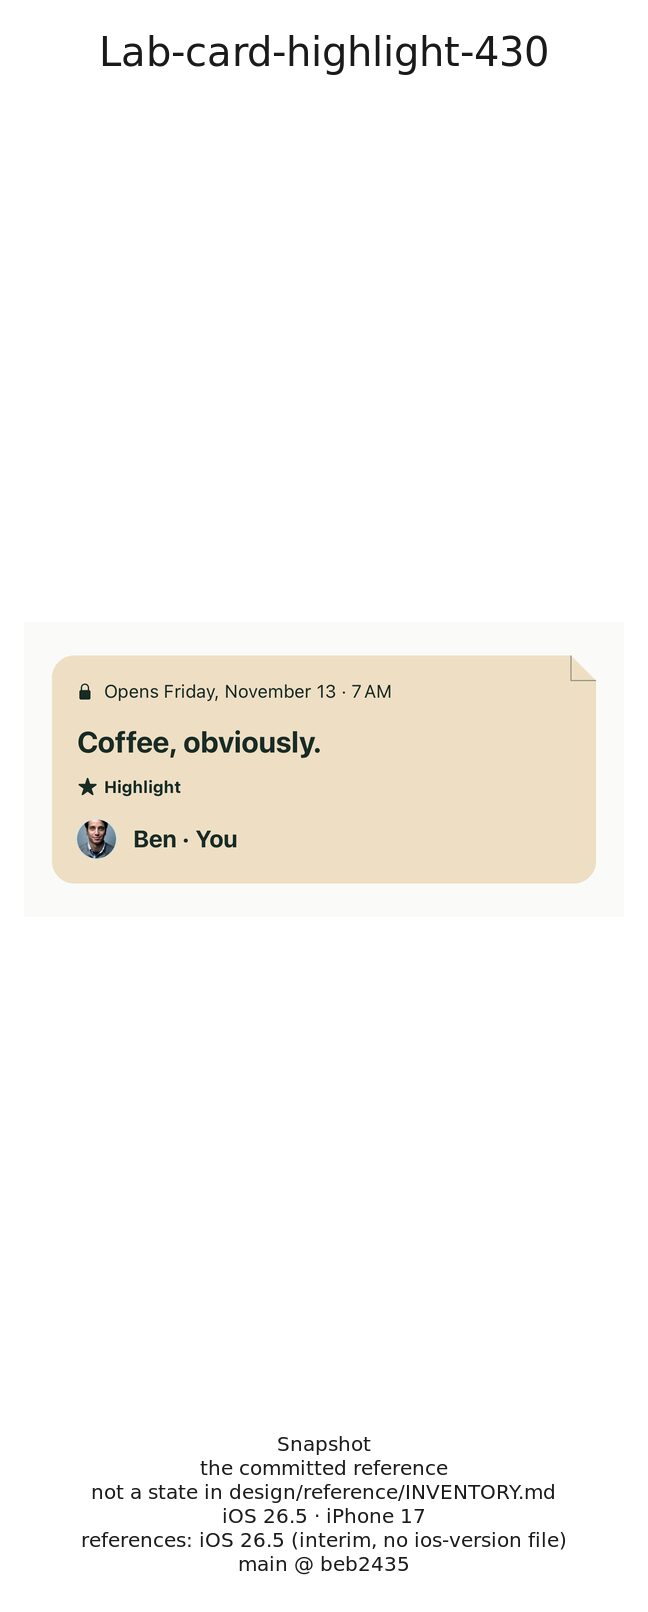 Lab-card-highlight-430
Opens Friday, November 13 · 7 AM
Coffee, obviously.
Highlight
Ben · You
Snapshot
the committed reference
not a state in design/reference/INVENTORY.md
iOS 26.5 · iPhone 17
references: iOS 26.5 (interim, no ios-version file)
main @ beb2435